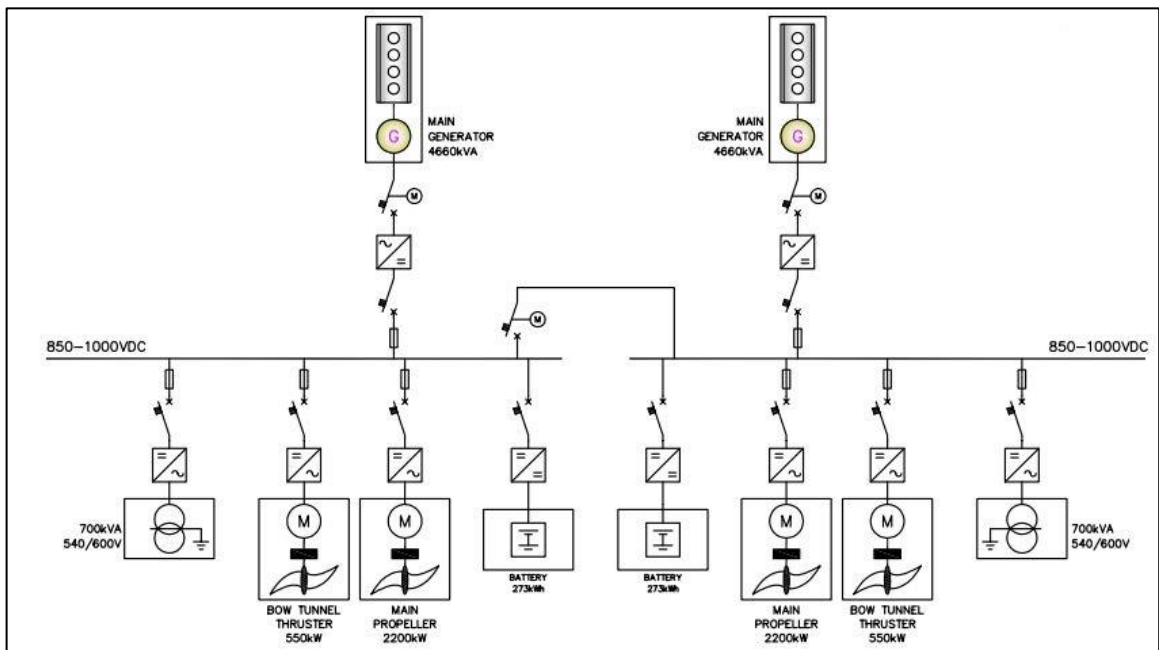 G
MAIN
GENERATOR
4660kVA
M
MAIN
GENERATOR
4660kVA
G
M
M
850-1000VDC
850-1000VDC
700kVA
540/600V
M
BOW TUNNEL
THRUSTER
550kW
M
MAIN
PROPELLER
2200kW
BATTERY
273kWh
BATTERY
273kWh
M
MAIN
PROPELLER
2200kW
M
BOW TUNNEL
THRUSTER
550kW
700kVA
540/600V